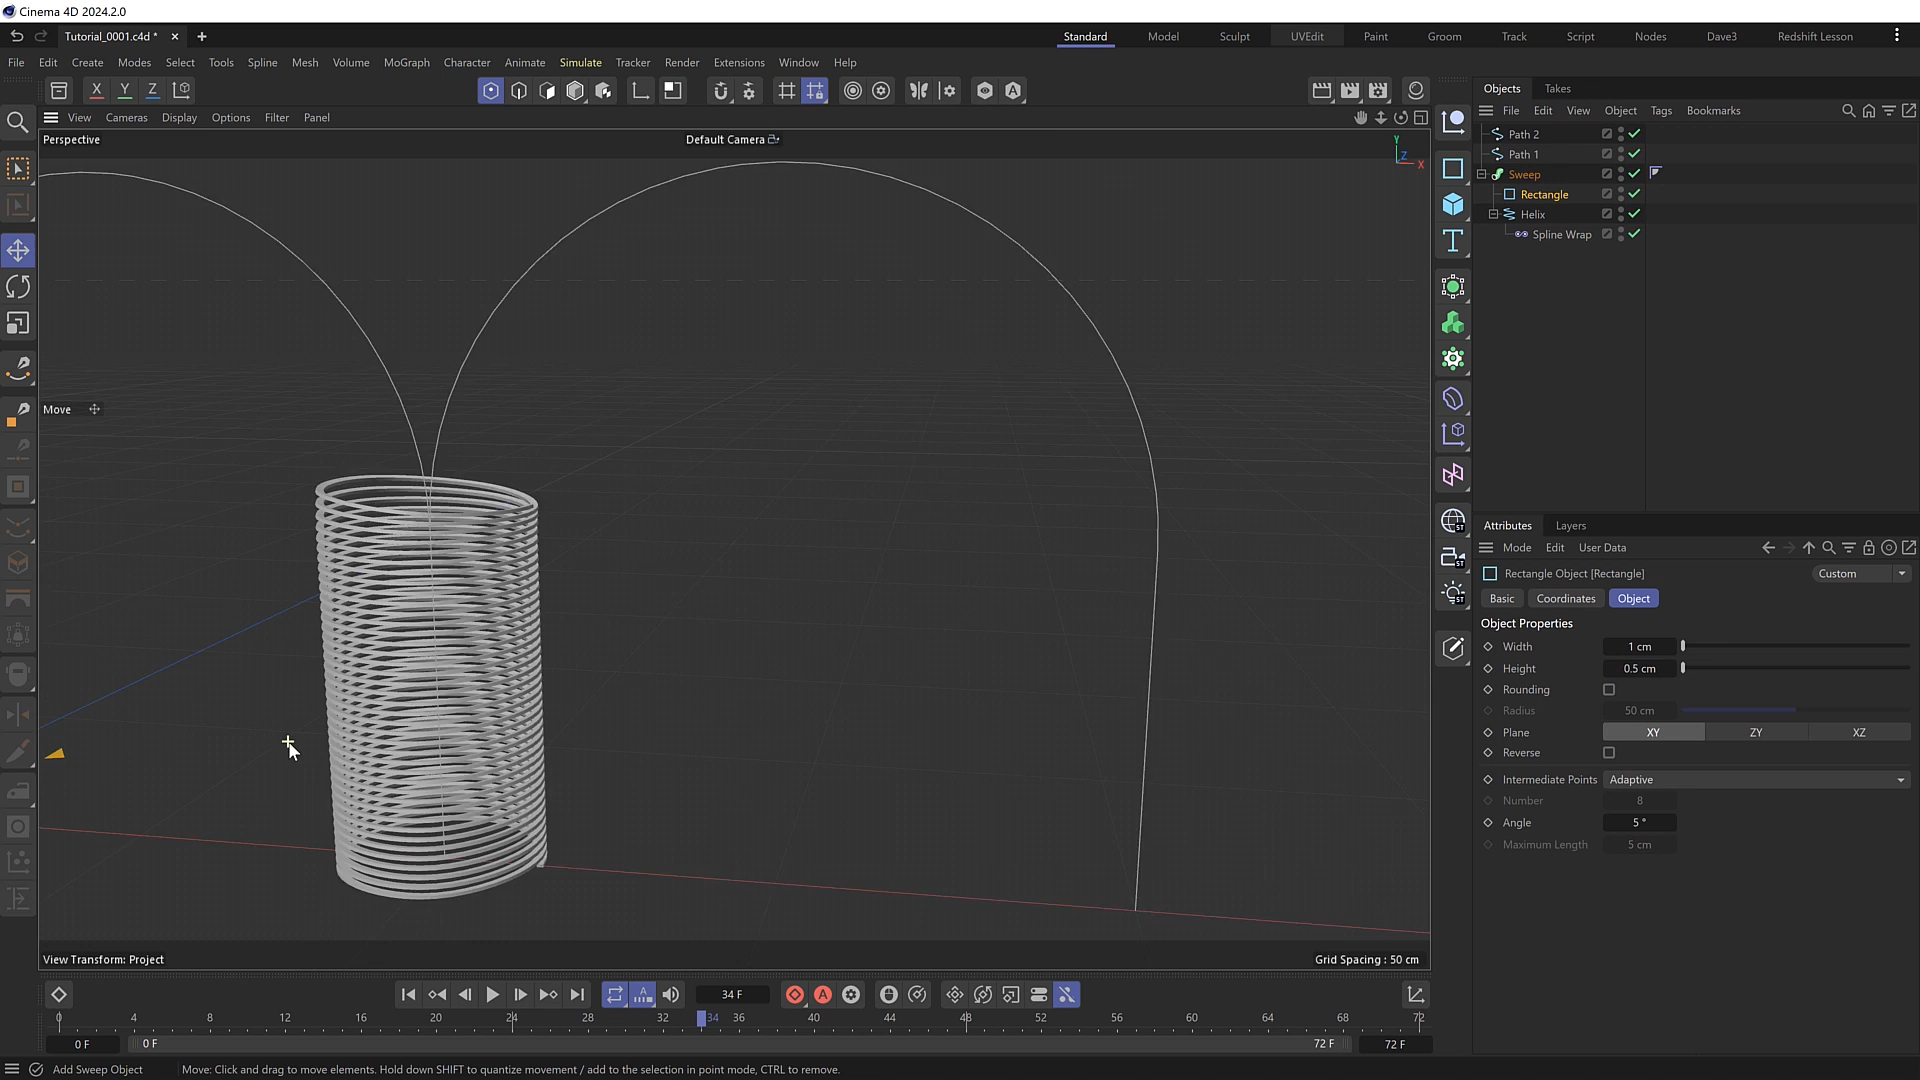 Cinema 4D 2024.2.0
Tutorial_0001.c4d *
Standard Model Sculpt UVEdit Paint Groom Track Script Nodes Dave3 Redshift Lesson
File Edit Create Modes Select Tools Spline Mesh Volume MoGraph Character Animate Simulate Tracker Render Extensions Window Help
X Y Z
Objects Takes
File Edit View Object Tags Bookmarks
View Cameras Display Options Filter Panel
Perspective
Default Camera
Y
Z
X
Path 2
Path 1
Sweep
Rectangle
Helix
Spline Wrap
Move
Attributes Layers
Mode Edit User Data
Rectangle Object [Rectangle]
Custom
Basic Coordinates Object
Object Properties
Width 1 cm
Height 0.5 cm
Rounding
Radius 50 cm
Plane XY ZY XZ
Reverse
Intermediate Points Adaptive
Number 8
Angle 5 °
Maximum Length 5 cm
View Transform: Project
Grid Spacing : 50 cm
34 F
0 4 8 12 16 20 24 28 32 34 36 40 44 48 52 56 60 64 68 72
0 F 0 F 72 F 72 F
Add Sweep Object
Move: Click and drag to move elements. Hold down SHIFT to quantize movement / add to the selection in point mode, CTRL to remove.